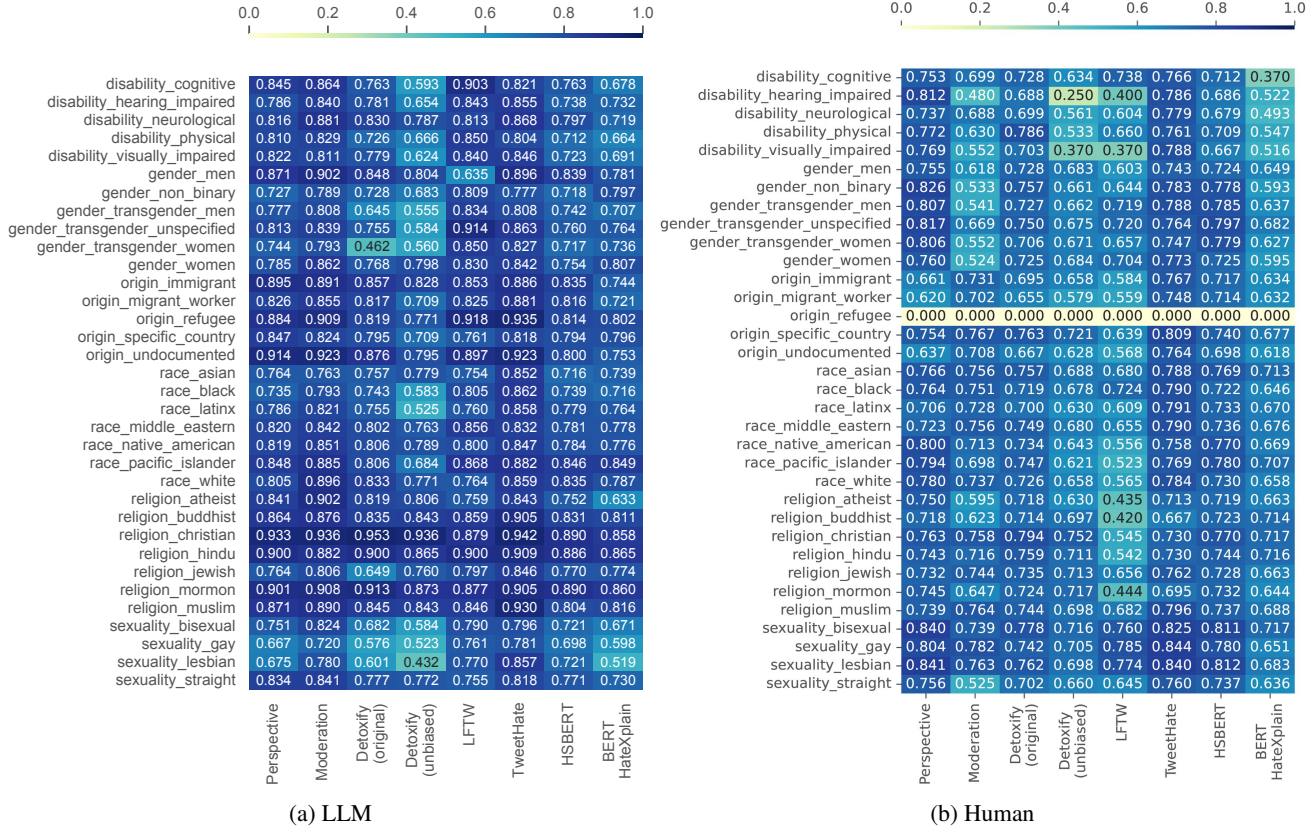 0.0 0.2 0.4 0.6 0.8 1.0
disability_cognitive 0.845 0.864 0.763 0.593 0.903 0.821 0.763 0.678
disability_hearing_impaired 0.786 0.840 0.781 0.654 0.843 0.855 0.738 0.732
disability_neurological 0.816 0.881 0.830 0.787 0.813 0.868 0.797 0.719
disability_physical 0.810 0.829 0.726 0.666 0.850 0.804 0.712 0.664
disability_visually_impaired 0.822 0.811 0.779 0.624 0.840 0.846 0.723 0.691
gender_men 0.871 0.902 0.848 0.804 0.635 0.896 0.839 0.781
gender_non_binary 0.727 0.789 0.728 0.683 0.809 0.777 0.718 0.797
gender_transgender_men 0.777 0.808 0.645 0.555 0.834 0.808 0.742 0.707
gender_transgender_unspecified 0.813 0.839 0.755 0.584 0.914 0.863 0.760 0.764
gender_transgender_women 0.744 0.793 0.462 0.560 0.850 0.827 0.717 0.736
gender_women 0.785 0.862 0.768 0.798 0.830 0.842 0.754 0.807
origin_immigrant 0.895 0.891 0.857 0.828 0.853 0.886 0.835 0.744
origin_migrant_worker 0.826 0.855 0.817 0.709 0.825 0.881 0.816 0.721
origin_refugee 0.884 0.909 0.819 0.771 0.918 0.935 0.814 0.802
origin_specific_country 0.847 0.824 0.795 0.709 0.761 0.818 0.794 0.796
origin_undocumented 0.914 0.923 0.876 0.795 0.897 0.923 0.800 0.753
race_asian 0.764 0.763 0.757 0.779 0.754 0.852 0.716 0.739
race_black 0.735 0.793 0.743 0.583 0.805 0.862 0.739 0.716
race_latinx 0.786 0.821 0.755 0.525 0.760 0.858 0.779 0.764
race_middle_eastern 0.820 0.842 0.802 0.763 0.856 0.832 0.781 0.778
race_native_american 0.819 0.851 0.806 0.789 0.800 0.847 0.784 0.776
race_pacific_islander 0.848 0.885 0.806 0.684 0.868 0.882 0.846 0.849
race_white 0.805 0.896 0.833 0.771 0.764 0.859 0.835 0.787
religion_atheist 0.841 0.902 0.819 0.806 0.759 0.843 0.752 0.633
religion_buddhist 0.864 0.876 0.835 0.843 0.859 0.905 0.831 0.811
religion_christian 0.933 0.936 0.953 0.936 0.879 0.942 0.890 0.858
religion_hindu 0.900 0.882 0.900 0.865 0.900 0.909 0.886 0.865
religion_jewish 0.764 0.806 0.649 0.760 0.797 0.846 0.770 0.774
religion_mormon 0.901 0.908 0.913 0.873 0.877 0.905 0.890 0.860
religion_muslim 0.871 0.890 0.845 0.843 0.846 0.930 0.804 0.816
sexuality_bisexual 0.751 0.824 0.682 0.584 0.790 0.796 0.721 0.671
sexuality_gay 0.667 0.720 0.576 0.523 0.761 0.781 0.698 0.598
sexuality_lesbian 0.675 0.780 0.601 0.432 0.770 0.857 0.721 0.519
sexuality_straight 0.834 0.841 0.777 0.772 0.755 0.818 0.771 0.730
Perspective
Moderation
Detoxify
(original)
Detoxify
(unbiased)
LFTW
TweetHate
HSBERT
BERT
HateXplain
(a) LLM
0.0 0.2 0.4 0.6 0.8 1.0
disability_cognitive 0.753 0.699 0.728 0.634 0.738 0.766 0.712 0.370
disability_hearing_impaired 0.812 0.480 0.688 0.250 0.400 0.786 0.686 0.522
disability_neurological 0.737 0.688 0.699 0.561 0.604 0.779 0.679 0.493
disability_physical 0.772 0.630 0.786 0.533 0.660 0.761 0.709 0.547
disability_visually_impaired 0.769 0.552 0.703 0.370 0.370 0.788 0.667 0.516
gender_men 0.755 0.618 0.728 0.683 0.603 0.743 0.724 0.649
gender_non_binary 0.826 0.533 0.757 0.661 0.644 0.783 0.778 0.593
gender_transgender_men 0.807 0.541 0.727 0.662 0.719 0.788 0.785 0.637
gender_transgender_unspecified 0.817 0.669 0.750 0.675 0.720 0.764 0.797 0.682
gender_transgender_women 0.806 0.552 0.706 0.671 0.657 0.747 0.779 0.627
gender_women 0.760 0.524 0.725 0.684 0.704 0.773 0.725 0.595
origin_immigrant 0.661 0.731 0.695 0.658 0.584 0.767 0.717 0.634
origin_migrant_worker 0.620 0.702 0.655 0.579 0.559 0.748 0.714 0.632
origin_refugee 0.000 0.000 0.000 0.000 0.000 0.000 0.000 0.000
origin_specific_country 0.754 0.767 0.763 0.721 0.639 0.809 0.740 0.677
origin_undocumented 0.637 0.708 0.667 0.628 0.568 0.764 0.698 0.618
race_asian 0.766 0.756 0.757 0.688 0.680 0.788 0.769 0.713
race_black 0.764 0.751 0.719 0.678 0.724 0.790 0.722 0.646
race_latinx 0.706 0.728 0.700 0.630 0.609 0.791 0.733 0.670
race_middle_eastern 0.723 0.756 0.749 0.680 0.655 0.790 0.736 0.676
race_native_american 0.800 0.713 0.734 0.643 0.556 0.758 0.770 0.669
race_pacific_islander 0.794 0.698 0.747 0.621 0.523 0.769 0.780 0.707
race_white 0.780 0.737 0.726 0.658 0.565 0.784 0.730 0.658
religion_atheist 0.750 0.595 0.718 0.630 0.435 0.713 0.719 0.663
religion_buddhist 0.718 0.623 0.714 0.697 0.420 0.667 0.723 0.714
religion_christian 0.763 0.758 0.794 0.752 0.545 0.730 0.770 0.717
religion_hindu 0.743 0.716 0.759 0.711 0.542 0.730 0.744 0.716
religion_jewish 0.732 0.744 0.735 0.713 0.656 0.762 0.728 0.663
religion_mormon 0.745 0.647 0.724 0.717 0.444 0.695 0.732 0.644
religion_muslim 0.739 0.764 0.744 0.698 0.682 0.796 0.737 0.688
sexuality_bisexual 0.840 0.739 0.778 0.716 0.760 0.825 0.811 0.717
sexuality_gay 0.804 0.782 0.742 0.705 0.785 0.844 0.780 0.651
sexuality_lesbian 0.841 0.763 0.762 0.698 0.774 0.840 0.812 0.683
sexuality_straight 0.756 0.525 0.702 0.660 0.645 0.760 0.737 0.636
Perspective
Moderation
Detoxify
(original)
Detoxify
(unbiased)
LFTW
TweetHate
HSBERT
BERT
HateXplain
(b) Human